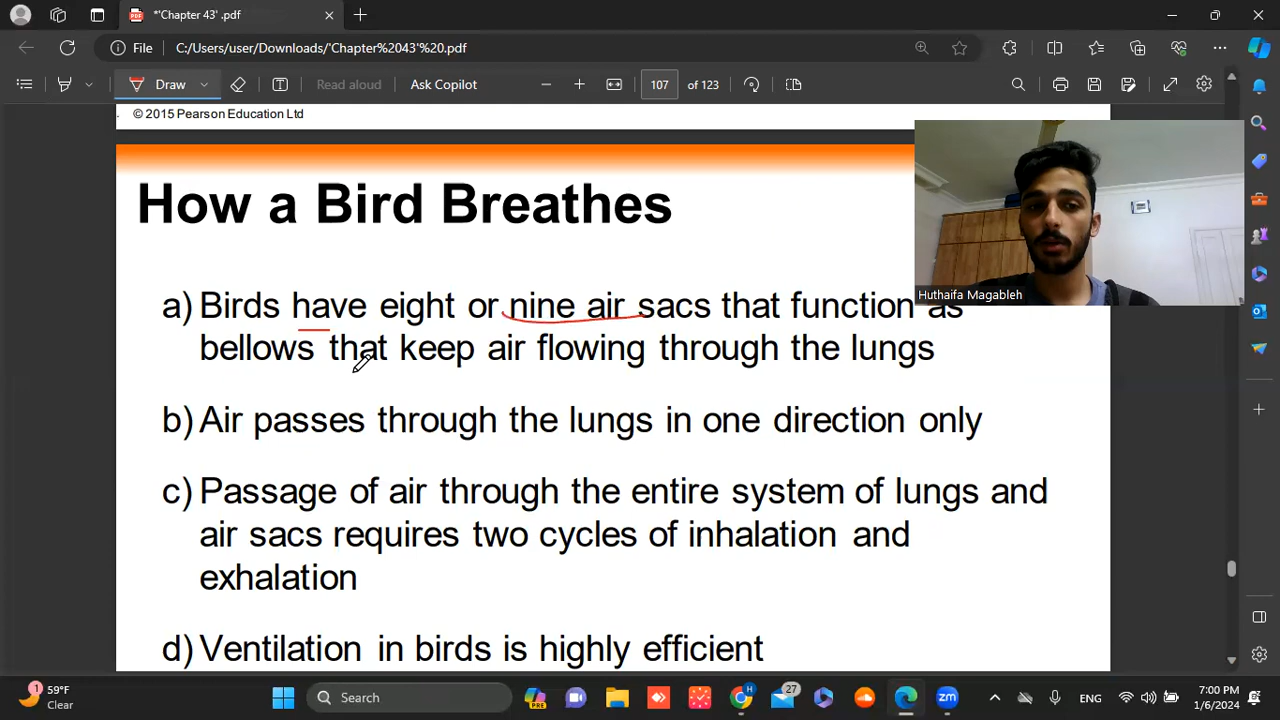 *'Chapter 43' .pdf
File C:/Users/user/Downloads/'Chapter%2043'%20.pdf
Draw Read aloud Ask Copilot 107 of 123
. © 2015 Pearson Education Ltd
How a Bird Breathes
a) Birds have eight or nine air sacs that function as
bellows that keep air flowing through the lungs
b) Air passes through the lungs in one direction only
c) Passage of air through the entire system of lungs and
air sacs requires two cycles of inhalation and
exhalation
d) Ventilation in birds is highly efficient
Huthaifa Magableh
1 59°F
Clear
Search
PRE
H
27
zm
ENG
7:00 PM
1/6/2024